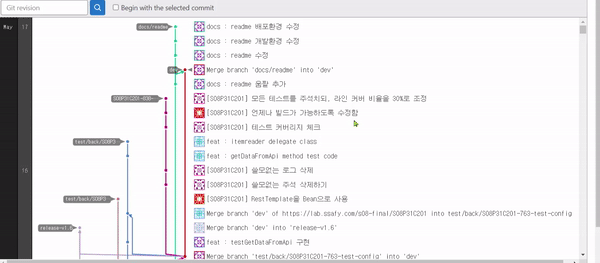 Git revision
Begin with the selected commit
May 17
docs/readme
docs : readme 배포환경 수정
docs : readme 개발환경 수정
docs : readme 수정
dev
Merge branch 'docs/readme' into 'dev'
docs : readme 움짤 추가
S08P31C201-838-
[S08P31C201] 모든 테스트를 주석처리, 라인 커버 비율을 30%로 조정
[S08P31C201] 언제나 빌드가 가능하도록 수정함
[S08P31C201] 테스트 커버리지 체크
test/back/S08P3
feat : itemreader delegate class
feat : getDataFromApi method test code
16
[S08P31C201] 쓸모없는 로그 삭제
[S08P31C201] 쓸모없는 주석 삭제하기
test/back/S08P3
[S08P31C201] RestTemplate을 Bean으로 사용
Merge branch 'dev' of https://lab.ssafy.com/s08-final/S08P31C201 into test/back/S08P31C201-763-test-config
release-v1.6
Merge branch 'dev' into 'release-v1.6'
feat : testGetDataFromApi 구현
Merge branch 'test/back/S08P31C201-763-test-config' into 'dev'